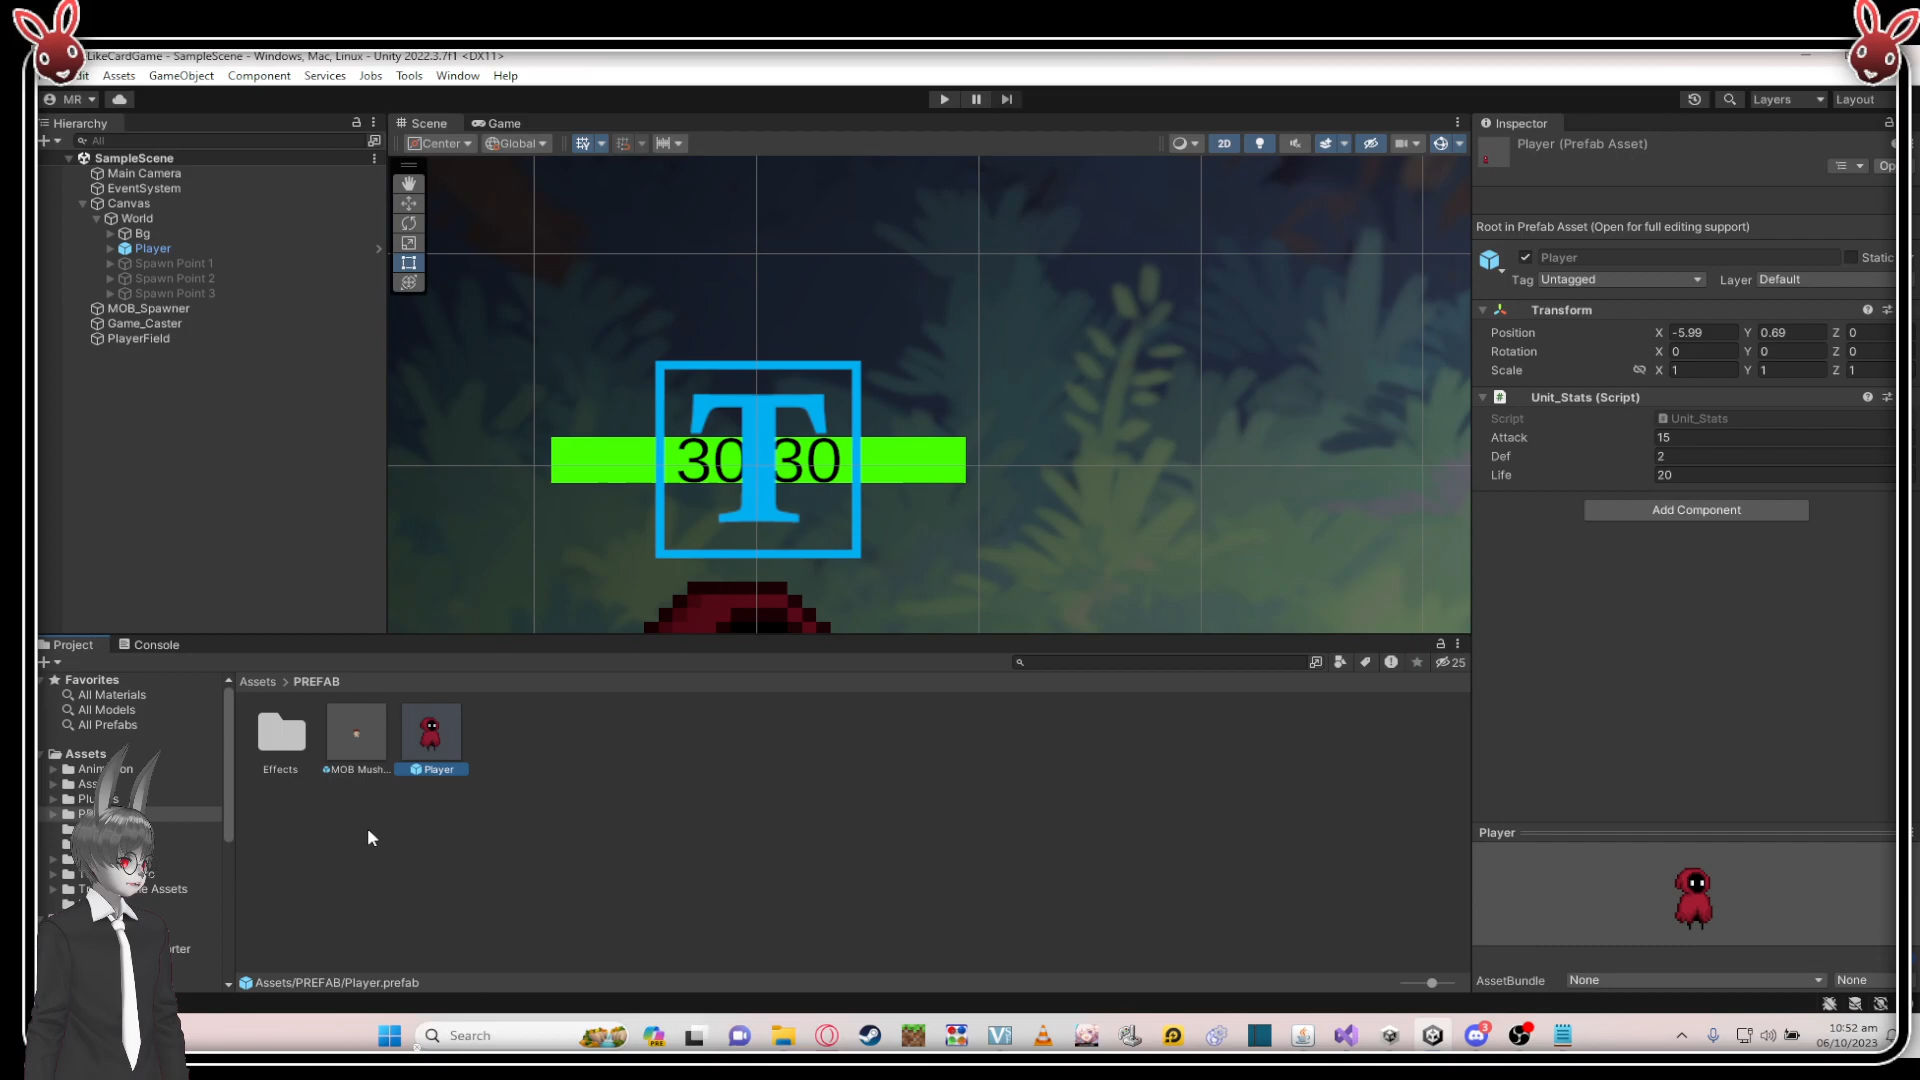 LikeCardGame - SampleScene - Windows, Mac, Linux - Unity 2022.3.7f1 <DX11>
Assets GameObject Component Services Jobs Tools Window Help
MR
Layers Layout
Hierarchy
All
SampleScene
Main Camera
EventSystem
Canvas
World
Bg
Player
Spawn Point 1
Spawn Point 2
Spawn Point 3
MOB_Spawner
Game_Caster
PlayerField
Scene Game
Center Global
2D
30 30
T
Inspector
Player (Prefab Asset)
Root in Prefab Asset (Open for full editing support)
Player Static
Tag Untagged Layer Default
Transform
Position X -5.99 Y 0.69 Z 0
Rotation X 0 Y 0 Z 0
Scale X 1 Y 1 Z 1
Unit_Stats (Script)
Script Unit_Stats
Attack 15
Def 2
Life 20
Add Component
Project Console
25
Favorites
All Materials
All Models
All Prefabs
Assets
Assets > PREFAB
Effects
MOB Mush...
Player
Assets/PREFAB/Player.prefab
Player
AssetBundle None None
Search
PRE
3
10:52 am
06/10/2023